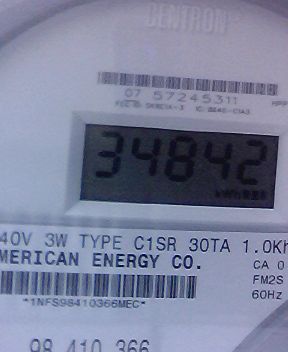 CENTRON
07 57245311
34842
kWh
40V 3W TYPE C1SR 30TA 1.0Kh
MERICAN ENERGY CO.
CA 0
FM2S
60Hz
*1NFS98410366MEC*
98 410 366